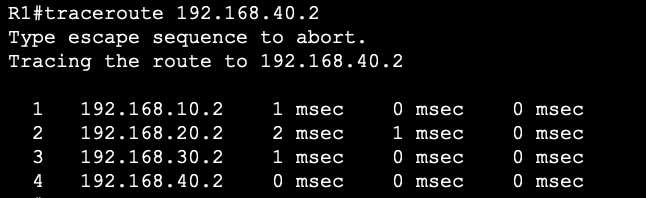 R1#traceroute 192.168.40.2
Type escape sequence to abort.
Tracing the route to 192.168.40.2
1 192.168.10.2 1 msec 0 msec 0 msec
2 192.168.20.2 2 msec 1 msec 0 msec
3 192.168.30.2 1 msec 0 msec 0 msec
4 192.168.40.2 0 msec 0 msec 0 msec